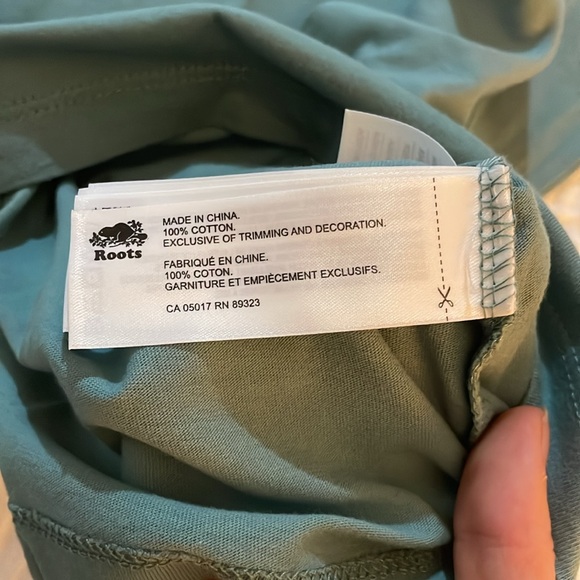 Roots
MADE IN CHINA.
100% COTTON.
EXCLUSIVE OF TRIMMING AND DECORATION.
FABRIQUÉ EN CHINE.
100% COTON.
GARNITURE ET EMPIÈCEMENT EXCLUSIFS.
CA 05017 RN 89323